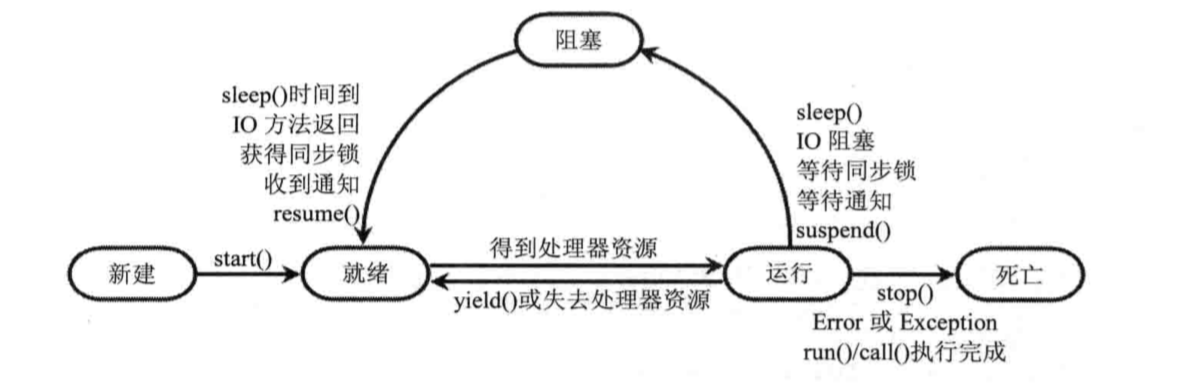 阻塞
sleep()时间到
IO 方法返回
获得同步锁
收到通知
resume()
sleep()
IO 阻塞
等待同步锁
等待通知
suspend()
新建
start()
就绪
得到处理器资源
yield()或失去处理器资源
运行
stop()
Error 或 Exception
run()/call()执行完成
死亡